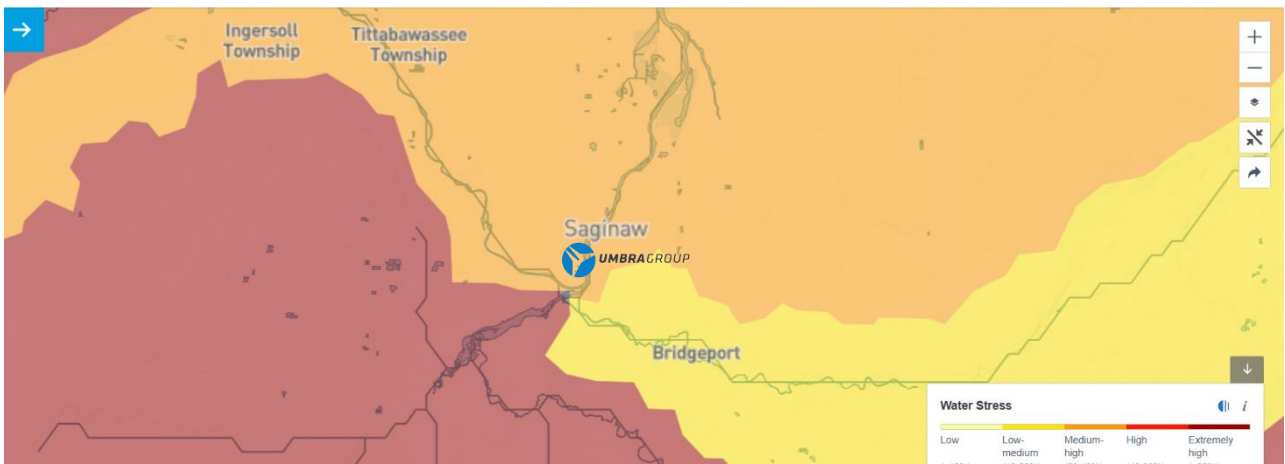 Ingersoll
Township
Tittabawassee
Township
Saginaw
UMBRAGROUP
Bridgeport
Water Stress
Low
Low-
medium
Medium-
high
High
Extremely
high